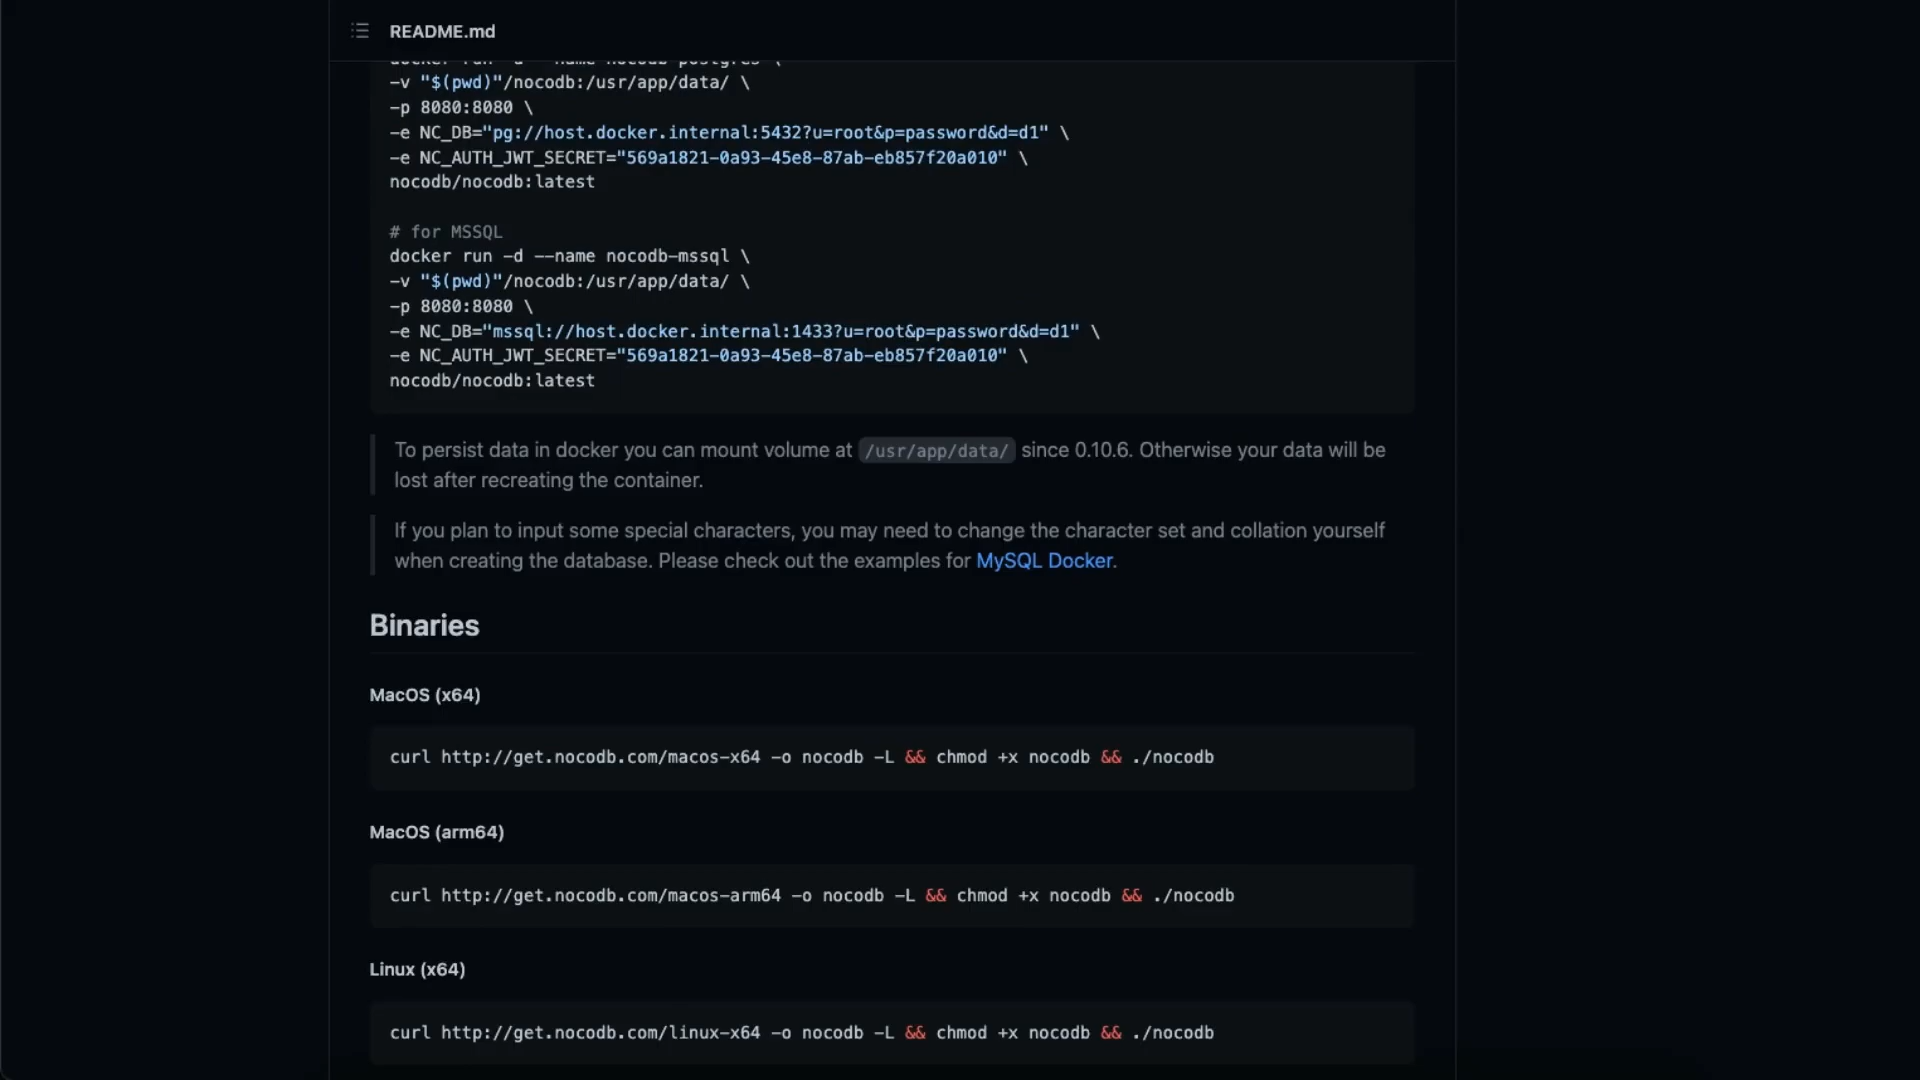 README.md
docker run -d --name nocodb-postgres \
-v "$(pwd)"/nocodb:/usr/app/data/ \
-p 8080:8080 \
-e NC_DB="pg://host.docker.internal:5432?u=root&p=password&d=d1" \
-e NC_AUTH_JWT_SECRET="569a1821-0a93-45e8-87ab-eb857f20a010" \
nocodb/nocodb:latest
# for MSSQL
docker run -d --name nocodb-mssql \
-v "$(pwd)"/nocodb:/usr/app/data/ \
-p 8080:8080 \
-e NC_DB="mssql://host.docker.internal:1433?u=root&p=password&d=d1" \
-e NC_AUTH_JWT_SECRET="569a1821-0a93-45e8-87ab-eb857f20a010" \
nocodb/nocodb:latest
To persist data in docker you can mount volume at /usr/app/data/ since 0.10.6. Otherwise your data will be
lost after recreating the container.
If you plan to input some special characters, you may need to change the character set and collation yourself
when creating the database. Please check out the examples for MySQL Docker.
Binaries
MacOS (x64)
curl http://get.nocodb.com/macos-x64 -o nocodb -L && chmod +x nocodb && ./nocodb
MacOS (arm64)
curl http://get.nocodb.com/macos-arm64 -o nocodb -L && chmod +x nocodb && ./nocodb
Linux (x64)
curl http://get.nocodb.com/linux-x64 -o nocodb -L && chmod +x nocodb && ./nocodb